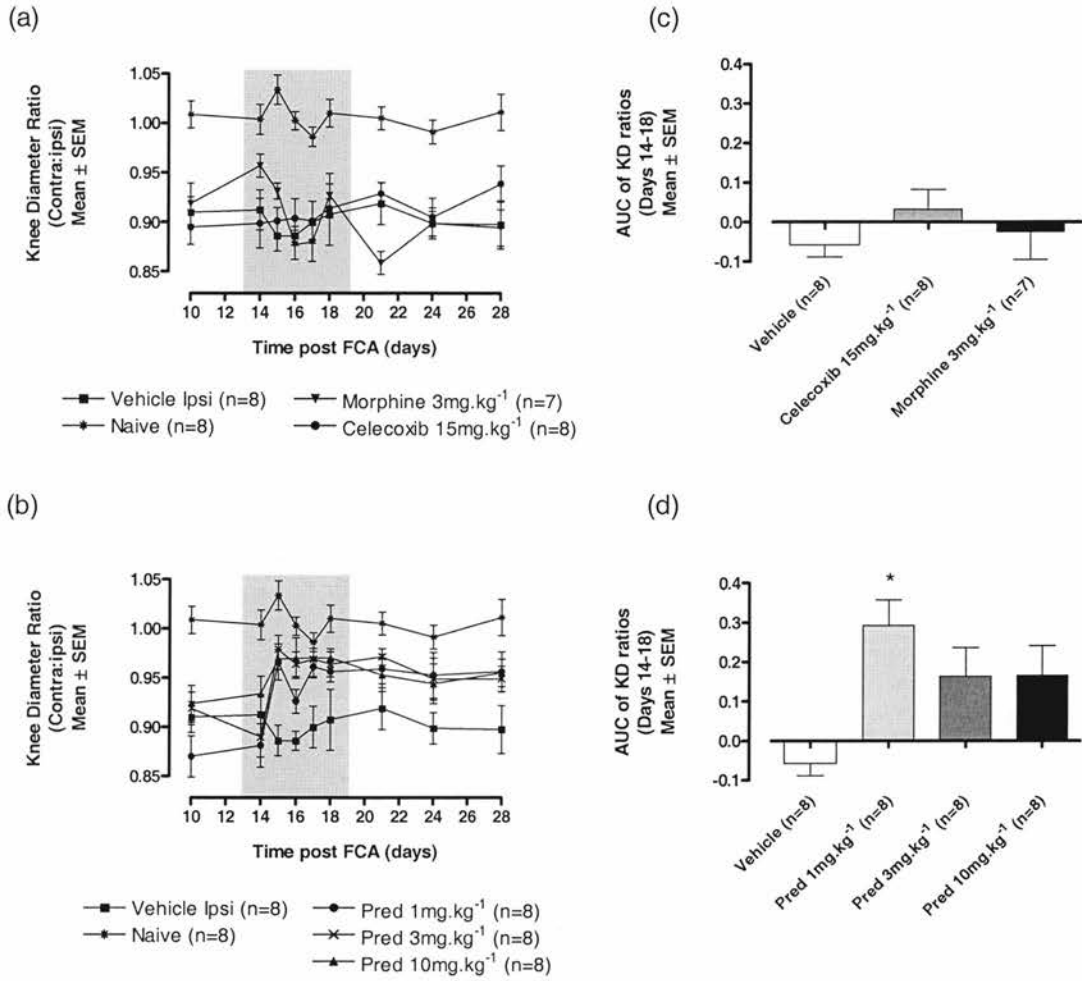 (a)
Knee Diameter Ratio
(Contra:ipsi)
Mean ± SEM
1.05
1.00
0.95
0.90
0.85
10 12 14 16 18 20 22 24 26 28
Time post FCA (days)
Vehicle Ipsi (n=8)
Naive (n=8)
Morphine 3mg.kg⁻¹ (n=7)
Celecoxib 15mg.kg⁻¹ (n=8)
(c)
AUC of KD ratios
(Days 14-18)
Mean ± SEM
0.4
0.3
0.2
0.1
0.0
-0.1
Vehicle (n=8)
Celecoxib 15mg.kg⁻¹ (n=8)
Morphine 3mg.kg⁻¹ (n=7)
(b)
Knee Diameter Ratio
(Contra:ipsi)
Mean ± SEM
1.05
1.00
0.95
0.90
0.85
10 12 14 16 18 20 22 24 26 28
Time post FCA (days)
Vehicle Ipsi (n=8)
Naive (n=8)
Pred 1mg.kg⁻¹ (n=8)
Pred 3mg.kg⁻¹ (n=8)
Pred 10mg.kg⁻¹ (n=8)
(d)
AUC of KD ratios
(Days 14-18)
Mean ± SEM
0.4
0.3
0.2
0.1
0.0
-0.1
*
Vehicle (n=8)
Pred 1mg.kg⁻¹ (n=8)
Pred 3mg.kg⁻¹ (n=8)
Pred 10mg.kg⁻¹ (n=8)